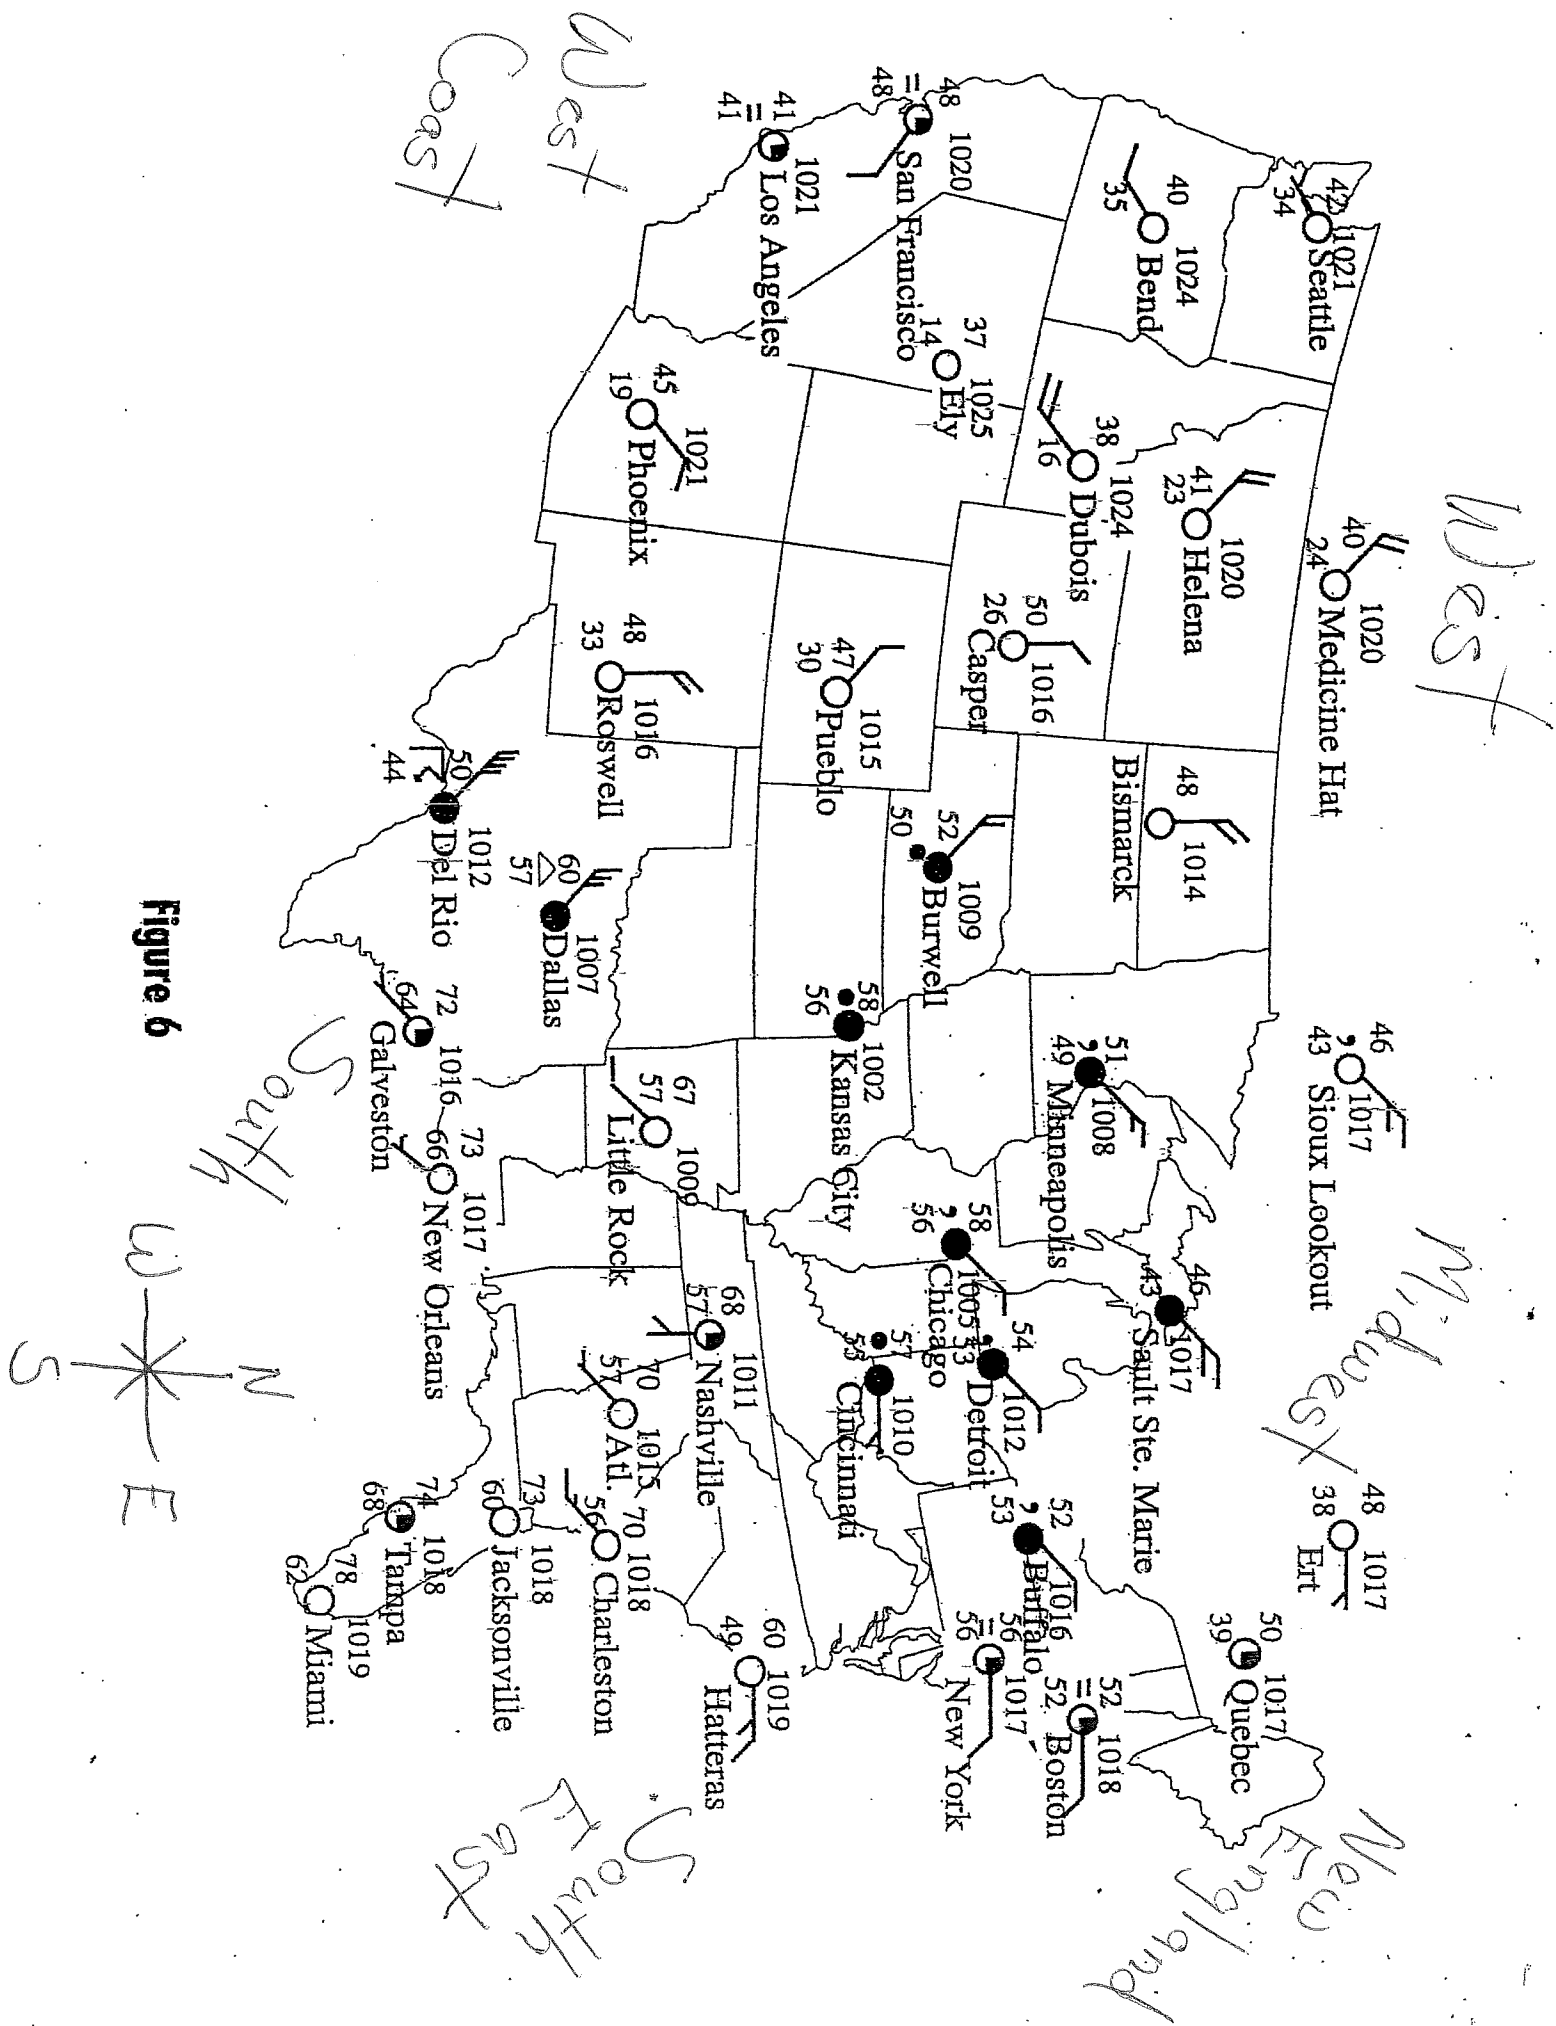 West
Midwest
New
England
42
1021
34
Seattle
40
1020
24
Medicine Hat
46
1017
43
Sioux Lookout
48
1017
38
Ert
50
1017
39
Quebec
40
1024
35
Bend
41
1020
23
Helena
48
1014
Bismarck
51
1008
49
Minneapolis
46
1017
43
Sault Ste. Marie
52
1018
52
Boston
38
1024
16
Dubois
50
1016
26
Casper
52
1016
53
Buffalo
54
1012
53
Detroit
56
1017
56
New York
48
1020
48
San Francisco
37
1025
14
Ely
52
1009
50
Burwell
58
1005
56
Chicago
57
1010
55
Cincinnati
41
1021
41
Los Angeles
47
1015
30
Pueblo
58
1002
56
Kansas City
68
1011
57
Nashville
60
1019
49
Hatteras
45
1021
19
Phoenix
48
1016
33
Roswell
67
1009
57
Little Rock
70
1015
57
Atl.
70
1018
56
Charleston
West
Coast
60
1007
57
Dallas
73
1018
60
Jacksonville
South
East
50
1012
44
Del Rio
72
1016
64
Galveston
73
1017
66
New Orleans
74
1018
68
Tampa
78
1019
62
Miami
South
N
W
E
S
Figure 6